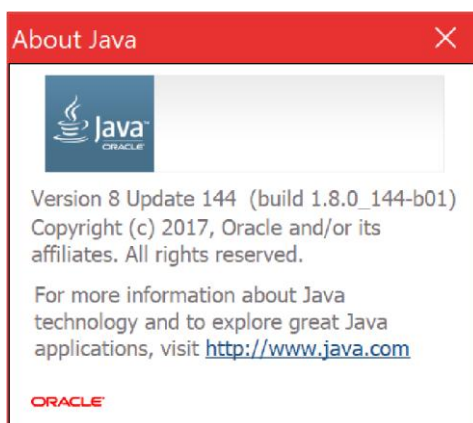 About Java
Java™
ORACLE
Version 8 Update 144 (build 1.8.0_144-b01)
Copyright (c) 2017, Oracle and/or its
affiliates. All rights reserved.
For more information about Java
technology and to explore great Java
applications, visit http://www.java.com
ORACLE